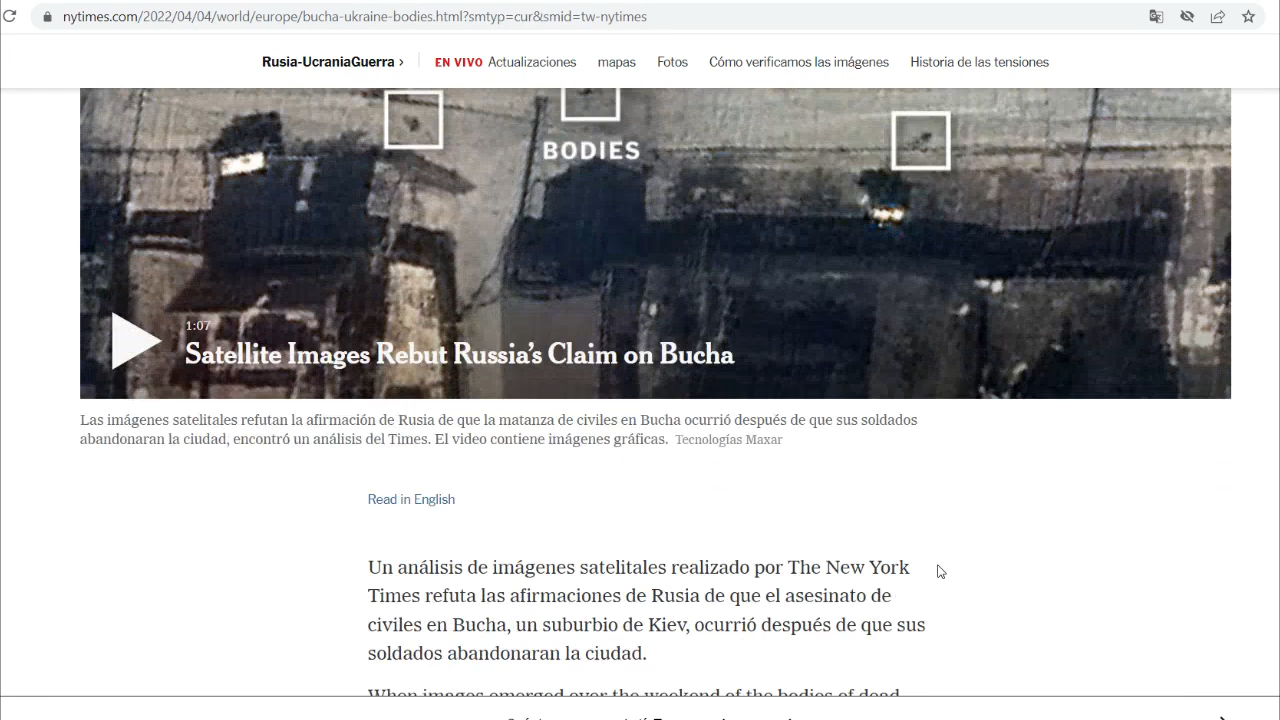 nytimes.com/2022/04/04/world/europe/bucha-ukraine-bodies.html?smtyp=cur&smid=tw-nytimes
Rusia-UcraniaGuerra › EN VIVO Actualizaciones mapas Fotos Cómo verificamos las imágenes Historia de las tensiones
BODIES
1:07
Satellite Images Rebut Russia's Claim on Bucha
Las imágenes satelitales refutan la afirmación de Rusia de que la matanza de civiles en Bucha ocurrió después de que sus soldados
abandonaran la ciudad, encontró un análisis del Times. El video contiene imágenes gráficas. Tecnologías Maxar
Read in English
Un análisis de imágenes satelitales realizado por The New York
Times refuta las afirmaciones de Rusia de que el asesinato de
civiles en Bucha, un suburbio de Kiev, ocurrió después de que sus
soldados abandonaran la ciudad.
When images emerged over the weekend of the bodies of dead